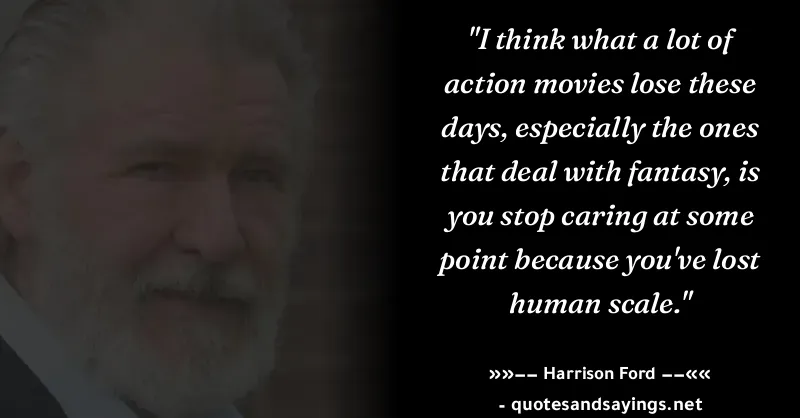 "I think what a lot of
action movies lose these
days, especially the ones
that deal with fantasy, is
you stop caring at some
point because you've lost
human scale."
»»−− Harrison Ford −−««
- quotesandsayings.net